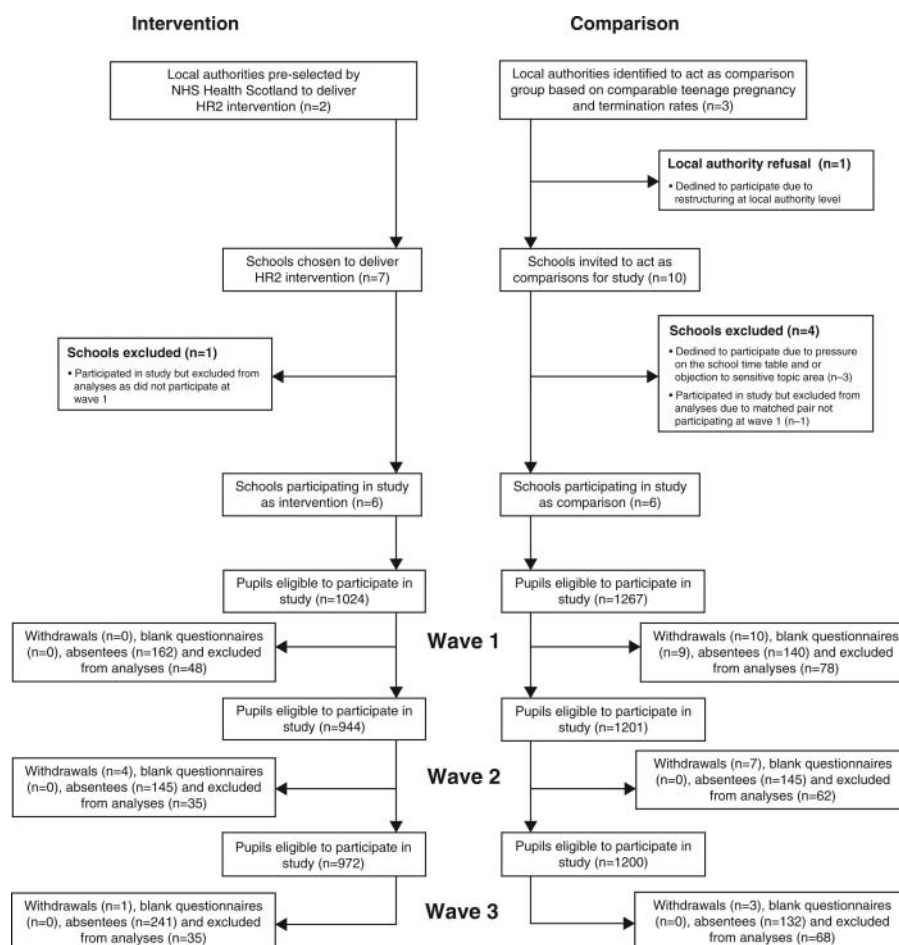 Intervention
Comparison
Local authorities pre-selected by
NHS Health Scotland to deliver
HR2 intervention (n=2)
Local authorities identified to act as comparison
group based on comparable teenage pregnancy
and termination rates (n=3)
Local authority refusal (n=1)
• Dedined to participate due to
restructuring at local authority level
Schools chosen to deliver
HR2 intervention (n=7)
Schools invited to act as
comparisons for study (n=10)
Schools excluded (n=1)
• Participated in study but excluded from
analyses as did not participate at
wave 1
Schools excluded (n=4)
• Dedined to participate due to pressure
on the school time table and or
objection to sensitive topic area (n–3)
• Participated in study but excluded from
analyses due to matched pair not
participating at wave 1 (n–1)
Schools participating in study
as intervention (n=6)
Schools participating in study
as comparison (n=6)
Pupils eligible to participate in
study (n=1024)
Pupils eligible to participate in
study (n=1267)
Wave 1
Withdrawals (n=0), blank questionnaires
(n=0), absentees (n=162) and excluded
from analyses (n=48)
Withdrawals (n=10), blank questionnaires
(n=9), absentees (n=140) and excluded
from analyses (n=78)
Pupils eligible to participate in
study (n=944)
Pupils eligible to participate in
study (n=1201)
Wave 2
Withdrawals (n=4), blank questionnaires
(n=0), absentees (n=145) and excluded
from analyses (n=35)
Withdrawals (n=7), blank questionnaires
(n=0), absentees (n=145) and excluded
from analyses (n=62)
Pupils eligible to participate in
study (n=972)
Pupils eligible to participate in
study (n=1200)
Wave 3
Withdrawals (n=1), blank questionnaires
(n=0), absentees (n=241) and excluded
from analyses (n=35)
Withdrawals (n=3), blank questionnaires
(n=0), absentees (n=132) and excluded
from analyses (n=68)